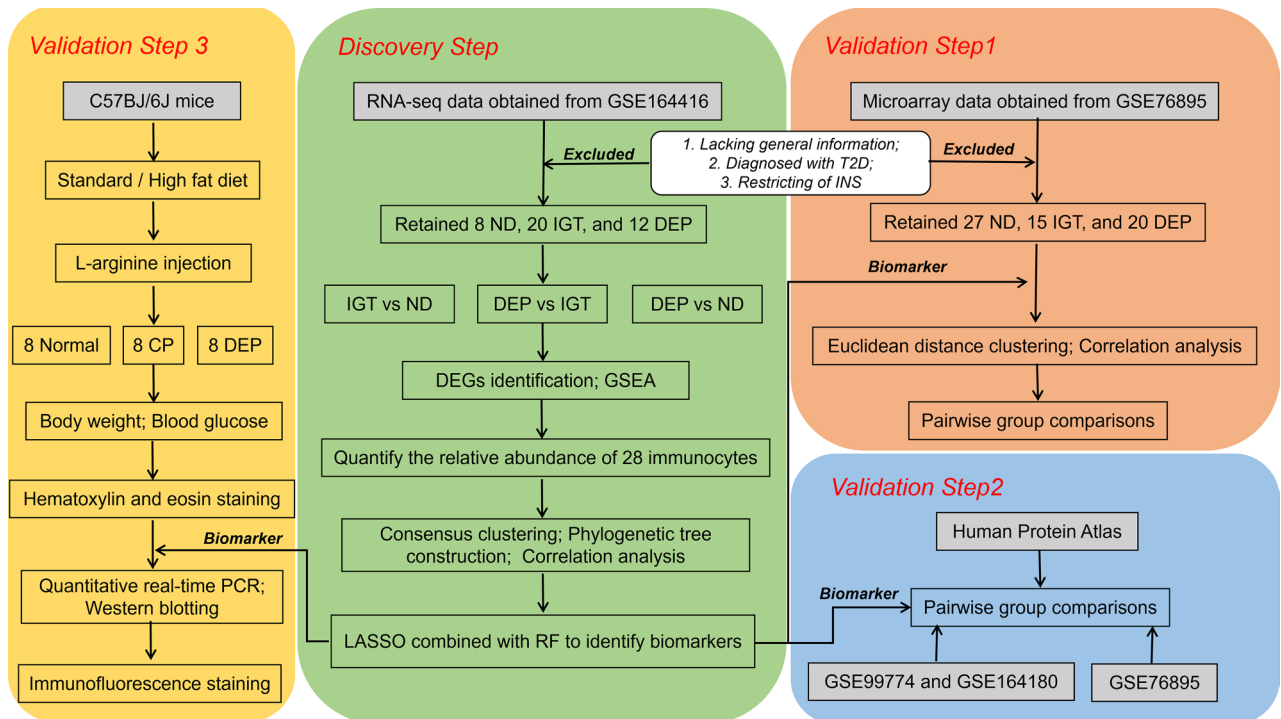 Validation Step 3
C57BJ/6J mice
Standard / High fat diet
L-arginine injection
8 Normal
8 CP
8 DEP
Body weight; Blood glucose
Hematoxylin and eosin staining
Biomarker
Quantitative real-time PCR;
Western blotting
Immunofluorescence staining
Discovery Step
RNA-seq data obtained from GSE164416
Excluded
1. Lacking general information;
2. Diagnosed with T2D;
3. Restricting of INS
Excluded
Retained 8 ND, 20 IGT, and 12 DEP
IGT vs ND
DEP vs IGT
DEP vs ND
DEGs identification; GSEA
Quantify the relative abundance of 28 immunocytes
Consensus clustering; Phylogenetic tree
construction; Correlation analysis
LASSO combined with RF to identify biomarkers
Validation Step1
Microarray data obtained from GSE76895
Retained 27 ND, 15 IGT, and 20 DEP
Biomarker
Euclidean distance clustering; Correlation analysis
Pairwise group comparisons
Validation Step2
Human Protein Atlas
Biomarker
Pairwise group comparisons
GSE99774 and GSE164180
GSE76895